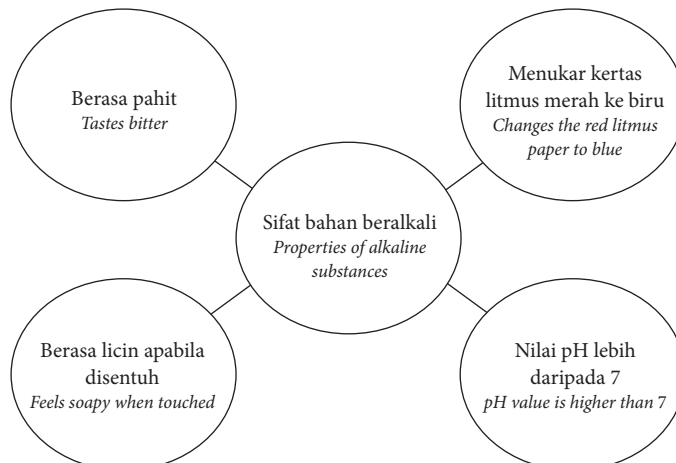 Berasa pahit
Tastes bitter
Menukar kertas
litmus merah ke biru
Changes the red litmus
paper to blue
Sifat bahan beralkali
Properties of alkaline
substances
Berasa licin apabila
disentuh
Feels soapy when touched
Nilai pH lebih
daripada 7
pH value is higher than 7